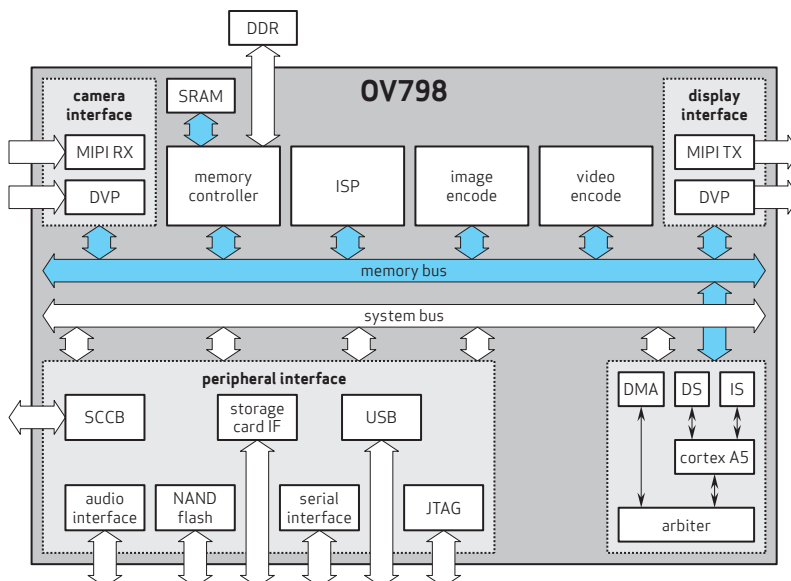 DDR
OV798
camera
interface
SRAM
display
interface
MIPI RX
MIPI TX
memory
controller
ISP
image
encode
video
encode
DVP
DVP
memory bus
system bus
peripheral interface
SCCB
storage
card IF
USB
DMA
DS
IS
cortex A5
audio
interface
NAND
flash
serial
interface
JTAG
arbiter